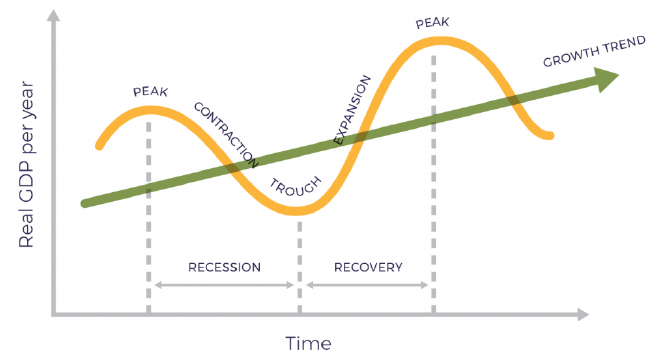 PEAK
GROWTH TREND
PEAK
CONTRACTION
EXPANSION
TROUGH
Real GDP per year
RECESSION
RECOVERY
Time